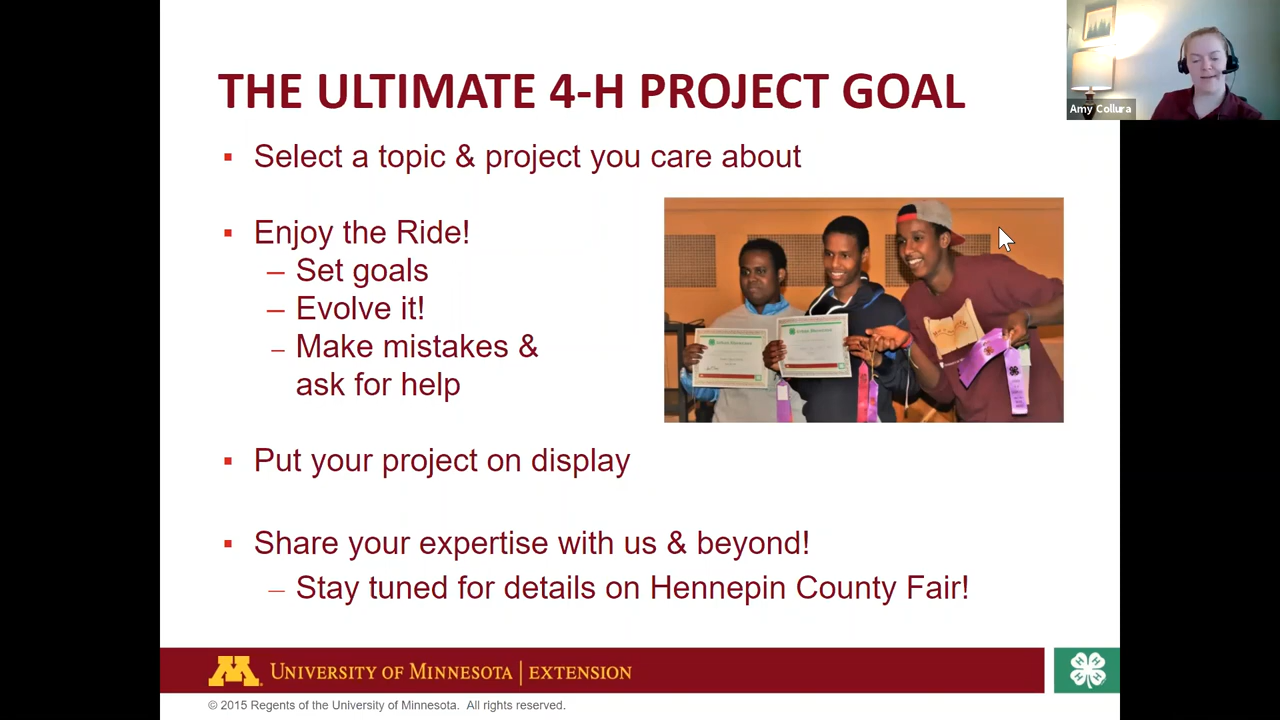 THE ULTIMATE 4-H PROJECT GOAL
Amy Collura
▪ Select a topic & project you care about
▪ Enjoy the Ride!
– Set goals
– Evolve it!
– Make mistakes &
ask for help
▪ Put your project on display
▪ Share your expertise with us & beyond!
– Stay tuned for details on Hennepin County Fair!
M UNIVERSITY OF MINNESOTA | EXTENSION
H H H H
© 2015 Regents of the University of Minnesota. All rights reserved.